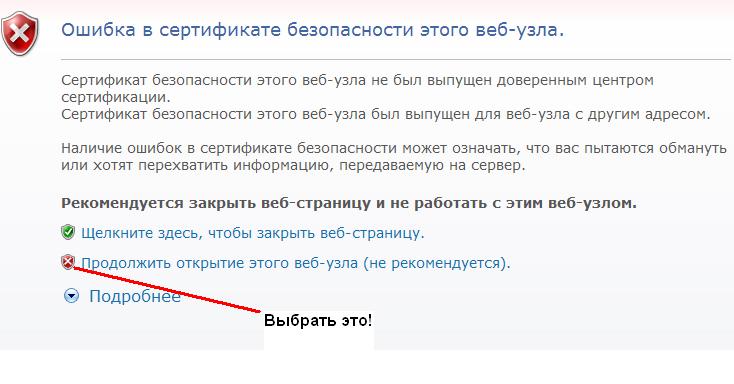 Ошибка в сертификате безопасности этого веб-узла.
Сертификат безопасности этого веб-узла не был выпущен доверенным центром
сертификации.
Сертификат безопасности этого веб-узла был выпущен для веб-узла с другим адресом.
Наличие ошибок в сертификате безопасности может означать, что вас пытаются обмануть
или хотят перехватить информацию, передаваемую на сервер.
Рекомендуется закрыть веб-страницу и не работать с этим веб-узлом.
Щелкните здесь, чтобы закрыть веб-страницу.
Продолжить открытие этого веб-узла (не рекомендуется).
Подробнее
Выбрать это!